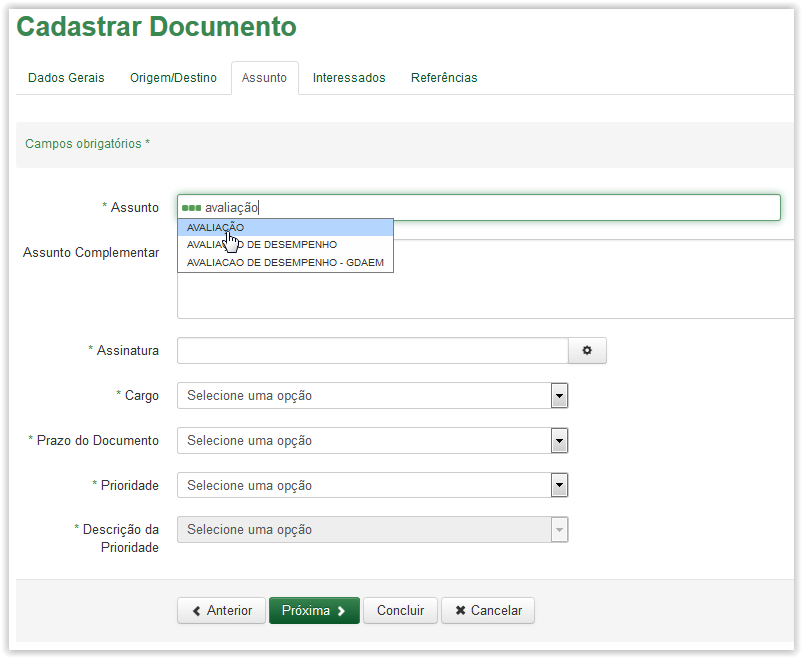 Cadastrar Documento
Dados Gerais Origem/Destino Assunto Interessados Referências
Campos obrigatórios *
* Assunto avaliação
AVALIAÇÃO
AVALIACAO DE DESEMPENHO
AVALIACAO DE DESEMPENHO - GDAEM
Assunto Complementar
* Assinatura
* Cargo Selecione uma opção
* Prazo do Documento Selecione uma opção
* Prioridade Selecione uma opção
* Descrição da
Prioridade Selecione uma opção
Anterior Próxima Concluir Cancelar